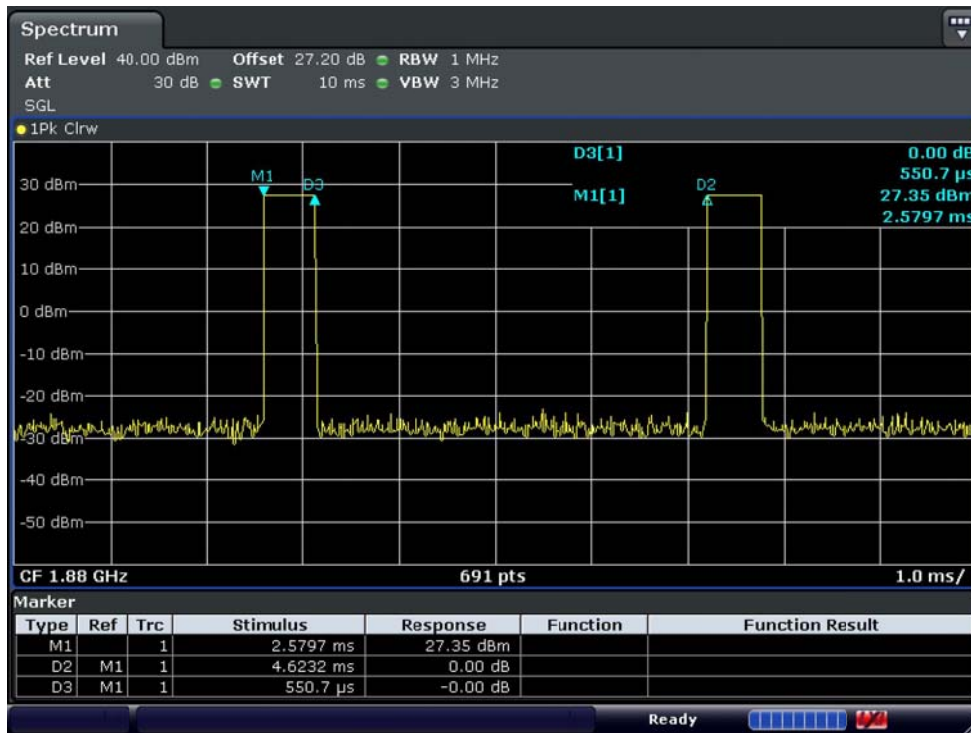 Spectrum
Ref Level 40.00 dBm Offset 27.20 dB RBW 1 MHz
Att 30 dB SWT 10 ms VBW 3 MHz
SGL
1Pk Clrw
D3[1] 0.00 dB
550.7 µs
M1[1] 27.35 dBm
2.5797 ms
M1
D3
D2
30 dBm
20 dBm
10 dBm
0 dBm
-10 dBm
-20 dBm
-30 dBm
-40 dBm
-50 dBm
CF 1.88 GHz 691 pts 1.0 ms/
Marker
Type Ref Trc Stimulus Response Function Function Result
M1 1 2.5797 ms 27.35 dBm
D2 M1 1 4.6232 ms 0.00 dB
D3 M1 1 550.7 µs -0.00 dB
Ready